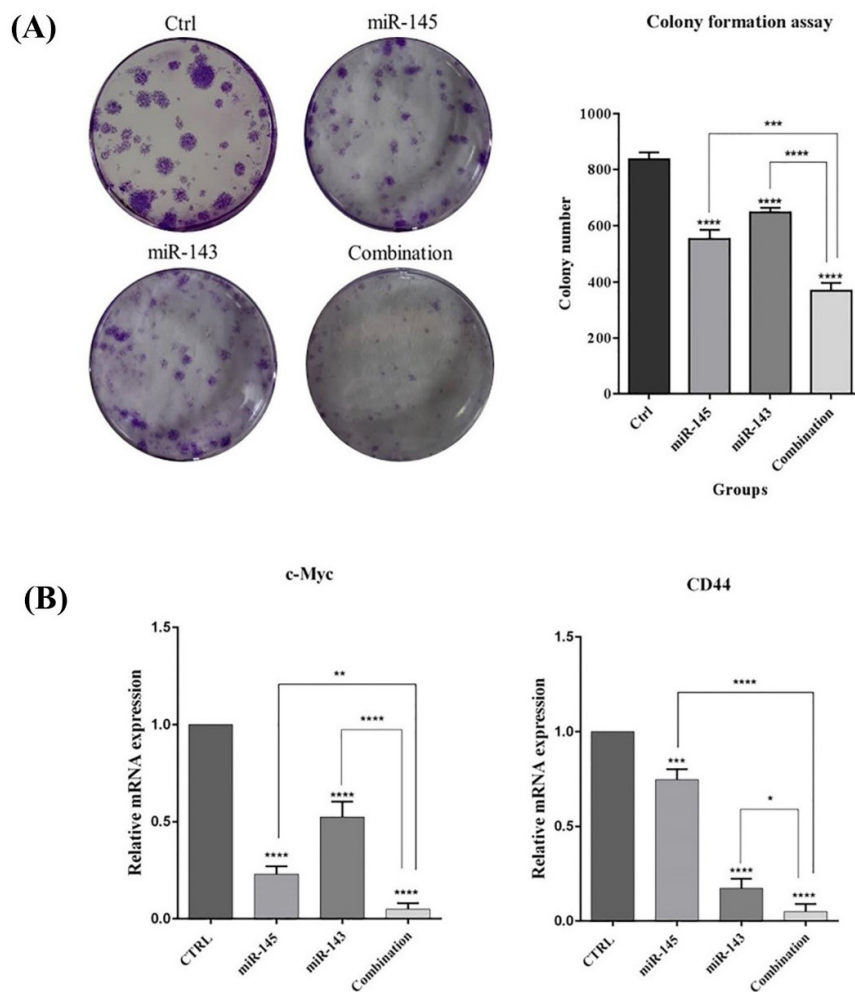 (A)
Ctrl
miR-145
miR-143
Combination
Colony formation assay
Colony number
1000
800
600
400
200
0
***
****
****
****
****
Ctrl
miR-145
miR-143
Combination
Groups
(B)
c-Myc
Relative mRNA expression
1.5
1.0
0.5
0.0
**
****
****
****
****
CTRL
miR-145
miR-143
Combination
CD44
Relative mRNA expression
1.5
1.0
0.5
0.0
****
***
*
****
****
CTRL
miR-145
miR-143
Combination